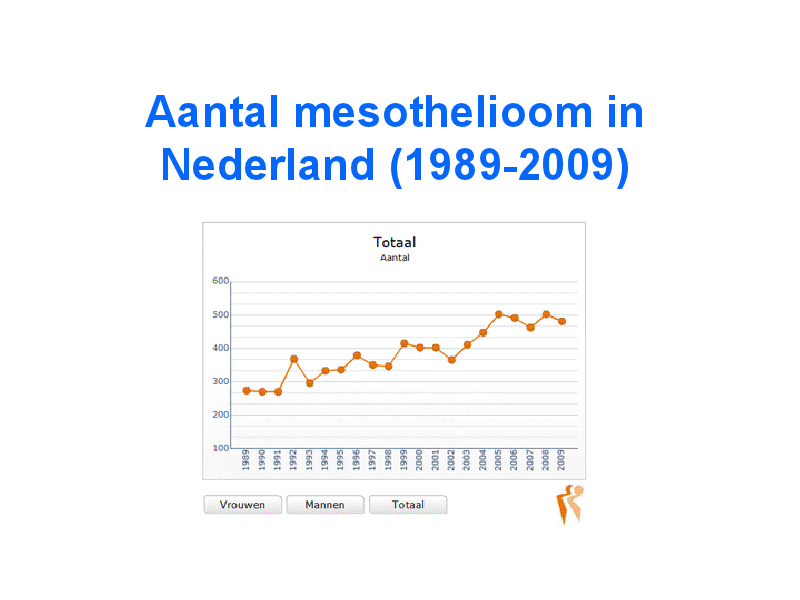 Aantal mesothelioom in
Nederland (1989-2009)
Totaal
Aantal
600
500
400
300
200
100
1989 1990 1991 1992 1993 1994 1995 1996 1997 1998 1999 2000 2001 2002 2003 2004 2005 2006 2007 2008 2009
Vrouwen Mannen Totaal